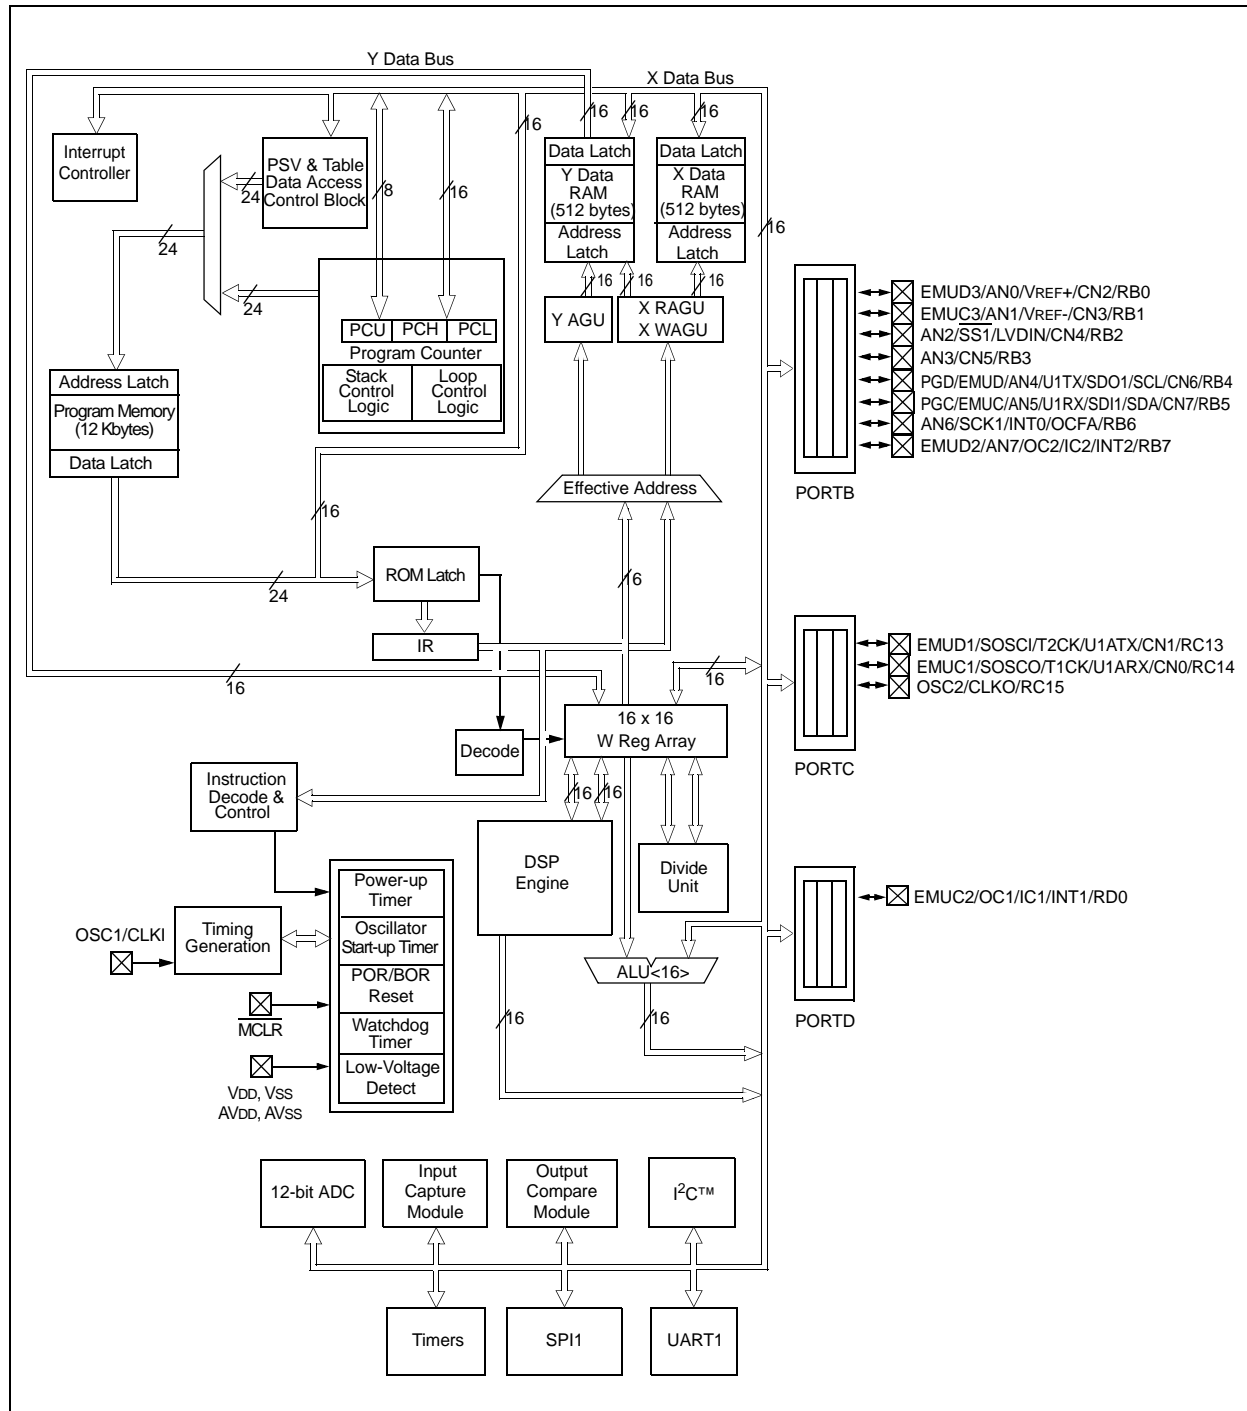 Y Data Bus
X Data Bus
16
16
16
16
Interrupt
Controller
PSV & Table
Data Access
Control Block
24
24
8
16
24
Data Latch
Y Data
RAM
(512 bytes)
Address
Latch
Data Latch
X Data
RAM
(512 bytes)
Address
Latch
16
16
16
16
Y AGU
X RAGU
X WAGU
PCU
PCH
PCL
Program Counter
Stack
Control
Logic
Loop
Control
Logic
Address Latch
Program Memory
(12 Kbytes)
Data Latch
EMUD3/AN0/VREF+/CN2/RB0
EMUC3/AN1/VREF-/CN3/RB1
AN2/SS1/LVDIN/CN4/RB2
AN3/CN5/RB3
PGD/EMUD/AN4/U1TX/SDO1/SCL/CN6/RB4
PGC/EMUC/AN5/U1RX/SDI1/SDA/CN7/RB5
AN6/SCK1/INT0/OCFA/RB6
EMUD2/AN7/OC2/IC2/INT2/RB7
PORTB
Effective Address
16
24
ROM Latch
16
IR
16
16
EMUD1/SOSCI/T2CK/U1ATX/CN1/RC13
EMUC1/SOSCO/T1CK/U1ARX/CN0/RC14
OSC2/CLKO/RC15
PORTC
16 x 16
W Reg Array
Decode
Instruction
Decode &
Control
16
16
DSP
Engine
Divide
Unit
Power-up
Timer
Oscillator
Start-up Timer
POR/BOR
Reset
Watchdog
Timer
Low-Voltage
Detect
OSC1/CLKI
Timing
Generation
MCLR
VDD, VSS
AVDD, AVSS
ALU<16>
16
16
EMUC2/OC1/IC1/INT1/RD0
PORTD
12-bit ADC
Input
Capture
Module
Output
Compare
Module
I²C™
Timers
SPI1
UART1